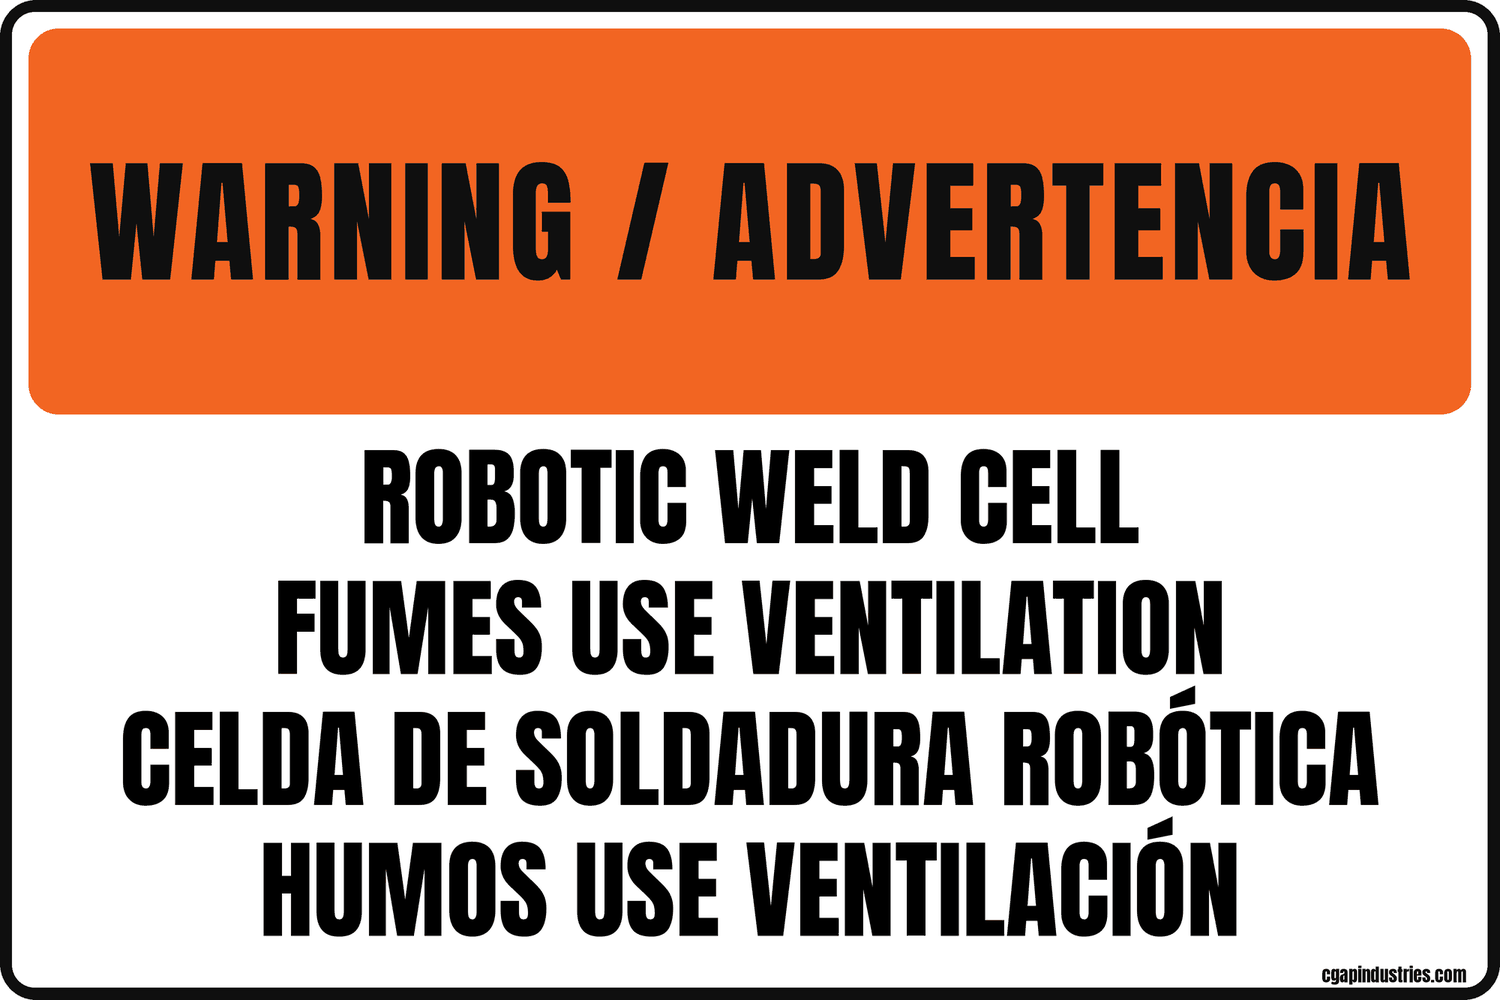 WARNING / ADVERTENCIA
ROBOTIC WELD CELL
FUMES USE VENTILATION
CELDA DE SOLDADURA ROBÓTICA
HUMOS USE VENTILACIÓN
cgapindustries.com